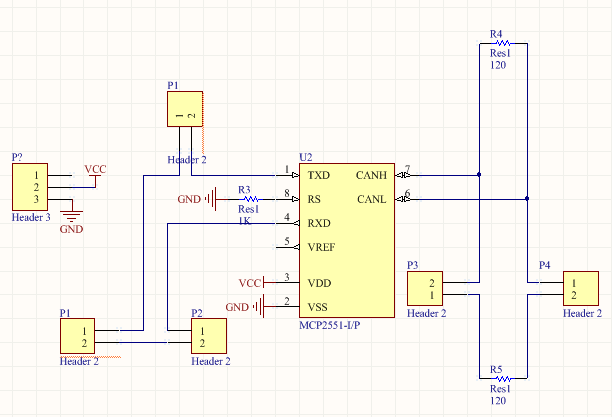 R4
Res1
120
P1
1 2
Header 2
U2
P?
1
2
3
VCC
Header 3
GND
1 TXD CANH 7
GND R3 8 RS CANL 6
Res1
1K
4 RXD
5 VREF
VCC 3 VDD
GND 2 VSS
MCP2551-I/P
P3
2
1
Header 2
P4
1
2
Header 2
P1
1
2
Header 2
P2
1
2
Header 2
R5
Res1
120